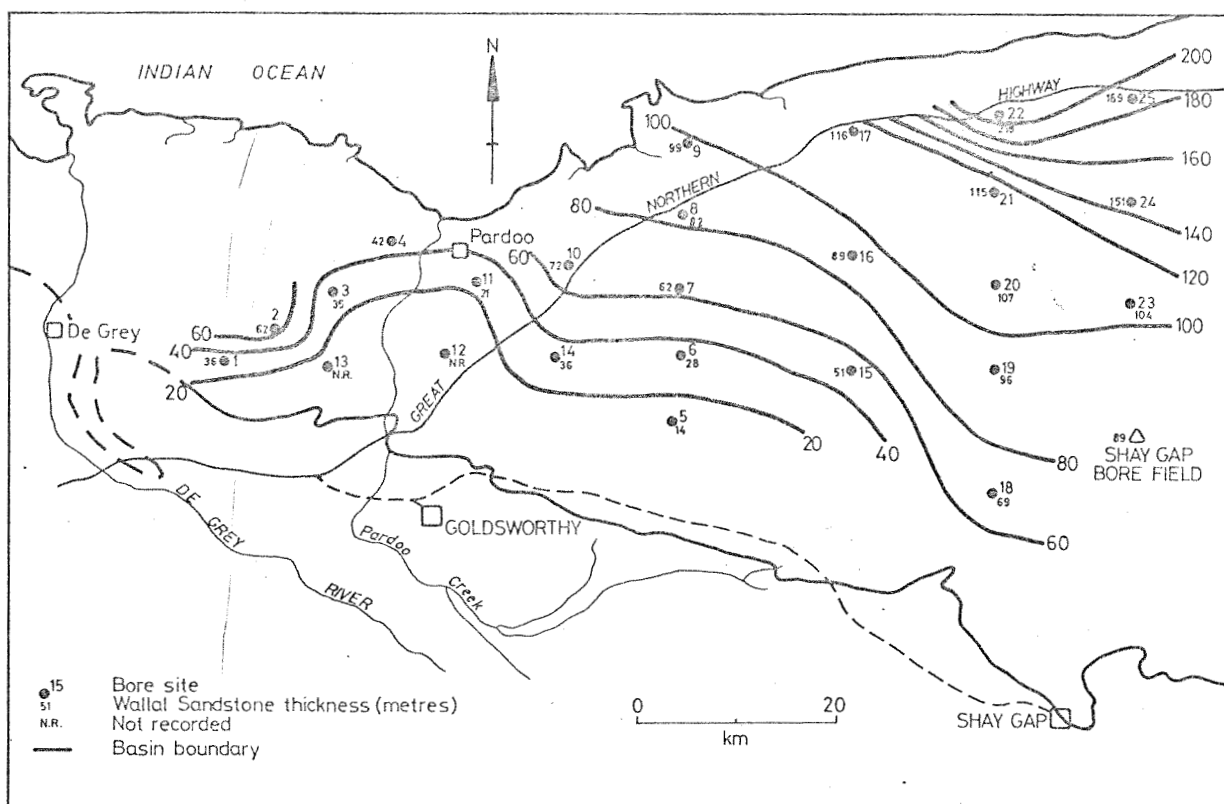 INDIAN OCEAN
N
HIGHWAY
200
169 25
180
22
100
99 9
116 17
160
NORTHERN
115 21
151 24
140
80
8
82
42 4
Pardoo
60
72 10
89 16
120
3
35
11
21
62 7
20
107
23
104
De Grey
2
62
60
40
36 1
13
N.R.
12
N.R
14
36
6
28
51 15
19
96
100
20
GREAT
5
14
20
40
80
89
SHAY GAP
BORE FIELD
18
69
60
DE GREY RIVER
GOLDSWORTHY
Pardoo Creek
15 Bore site
51 Wallal Sandstone thickness (metres)
N.R. Not recorded
Basin boundary
0 20
km
SHAY GAP